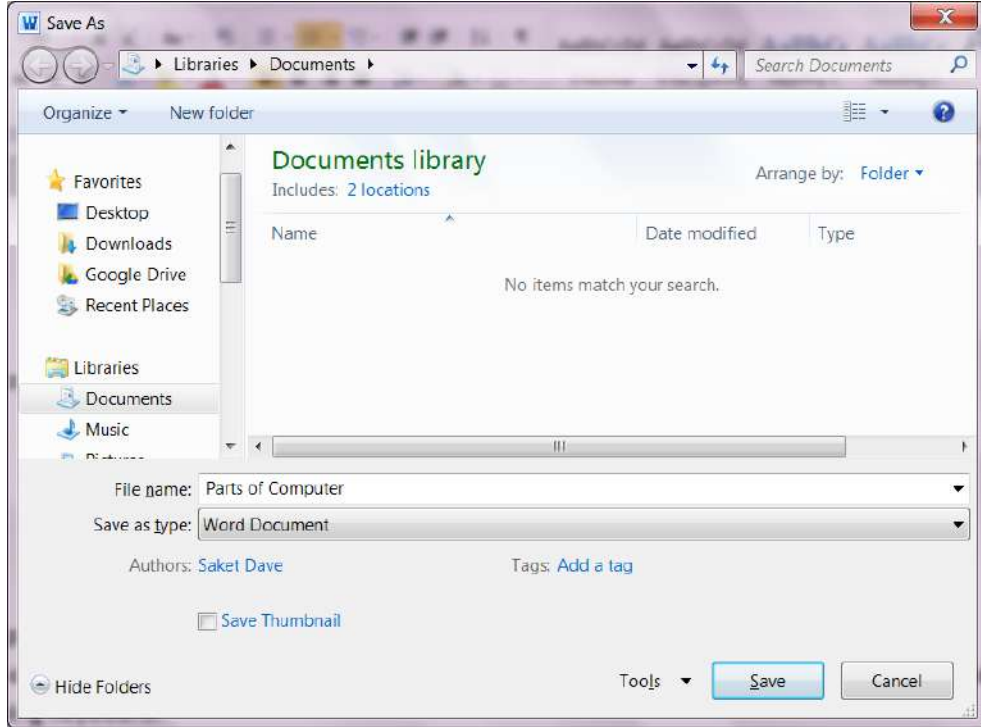 Save As
Libraries Documents
Search Documents
Organize New folder
Documents library
Includes: 2 locations
Arrange by: Folder
Name Date modified Type
No items match your search.
Favorites
Desktop
Downloads
Google Drive
Recent Places
Libraries
Documents
Music
File name: Parts of Computer
Save as type: Word Document
Authors: Saket Dave Tags: Add a tag
Save Thumbnail
Hide Folders Tools Save Cancel